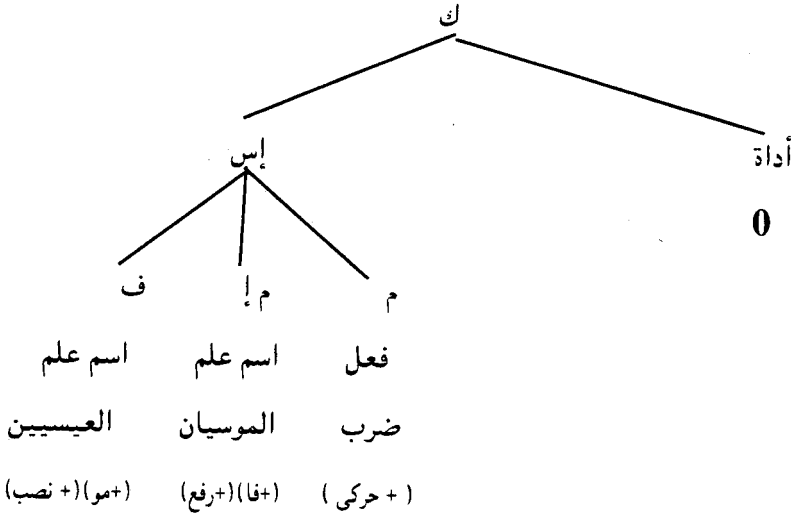 ك
أداة إس
0
م م إ ف
فعل اسم علم اسم علم
ضرب الموسيان العيسيين
( + حركى ) (+فا)(+رفع) (+مو)(+ نصب)